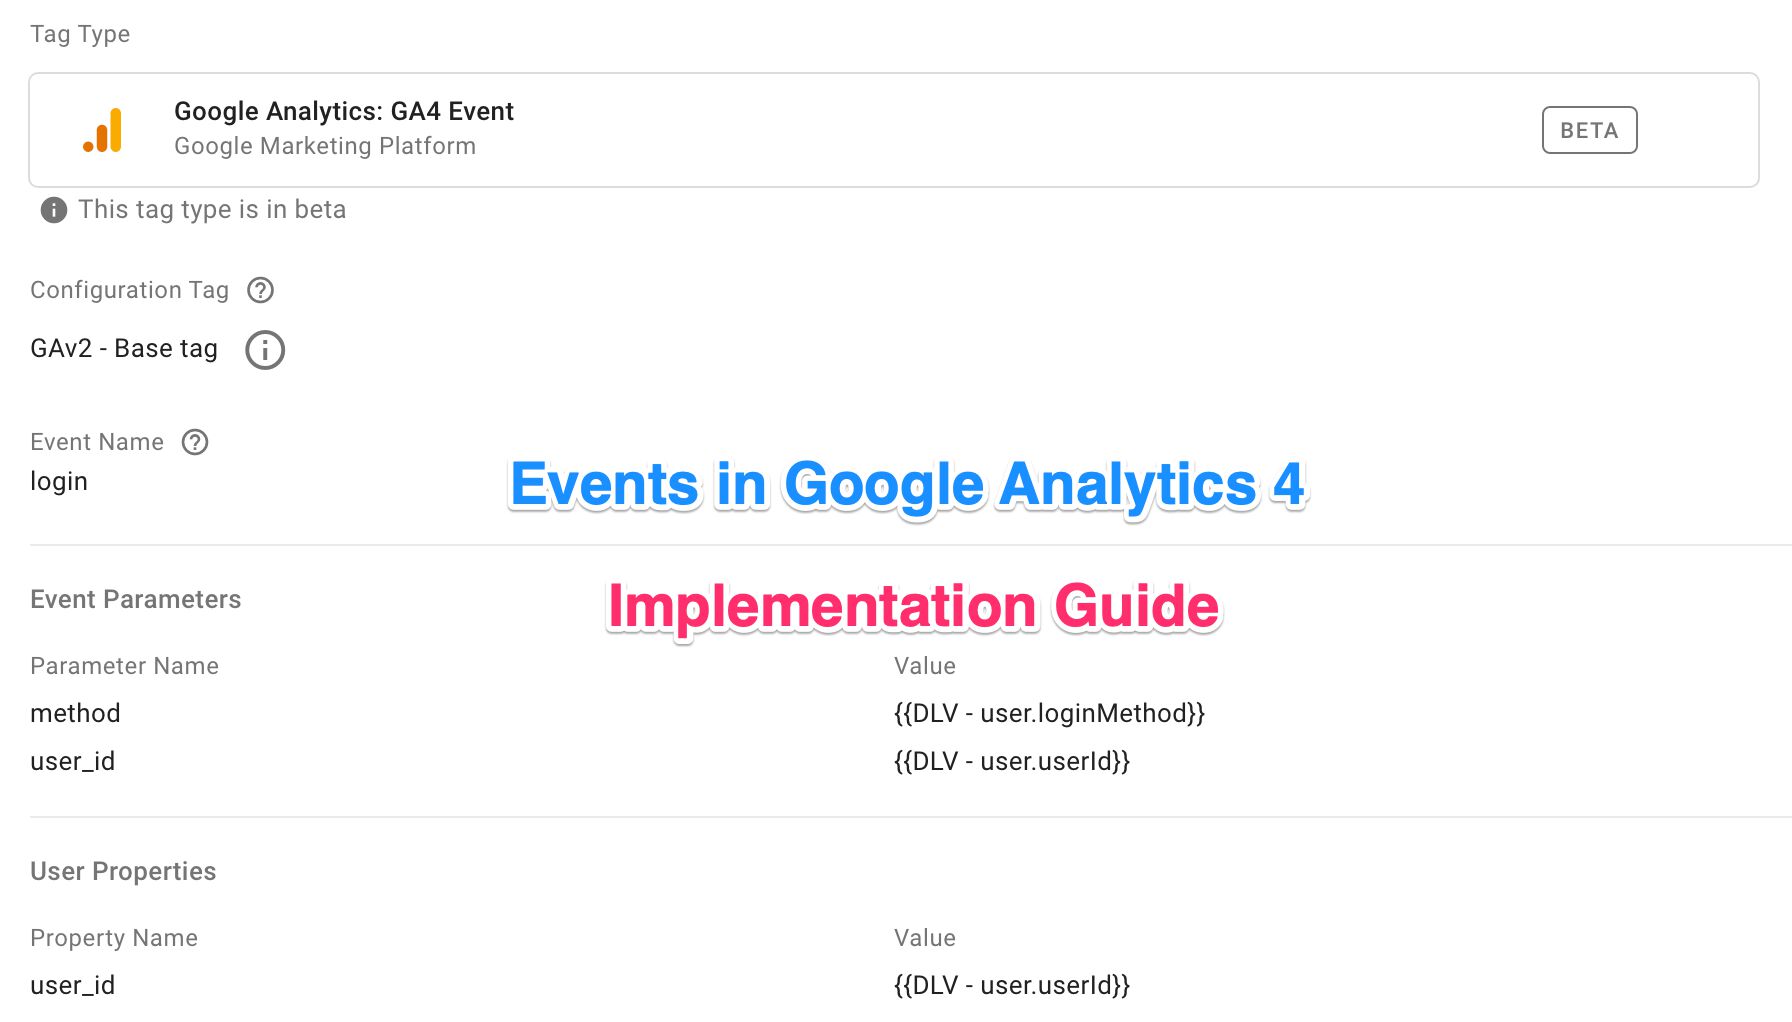 Tag Type
Google Analytics: GA4 Event
Google Marketing Platform
BETA
This tag type is in beta
Configuration Tag
GAv2 - Base tag
Event Name
login
Events in Google Analytics 4
Event Parameters
Implementation Guide
Parameter Name Value
method {{DLV - user.loginMethod}}
user_id {{DLV - user.userId}}
User Properties
Property Name Value
user_id {{DLV - user.userId}}